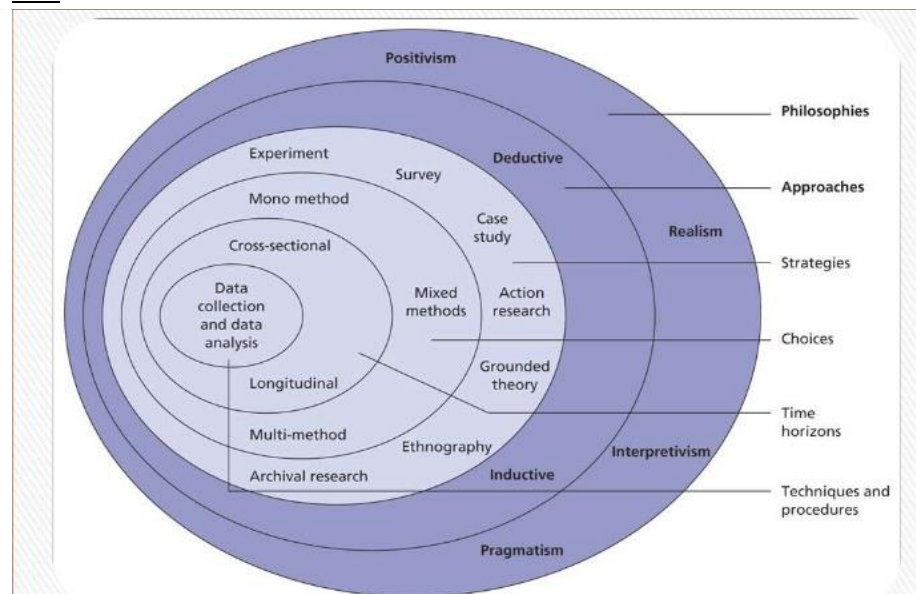 Positivism
Philosophies
Experiment
Deductive
Survey
Approaches
Mono method
Case
study
Realism
Cross-sectional
Strategies
Data
collection
and data
analysis
Mixed
methods
Action
research
Choices
Grounded
theory
Longitudinal
Time
horizons
Multi-method
Ethnography
Interpretivism
Archival research
Inductive
Techniques and
procedures
Pragmatism